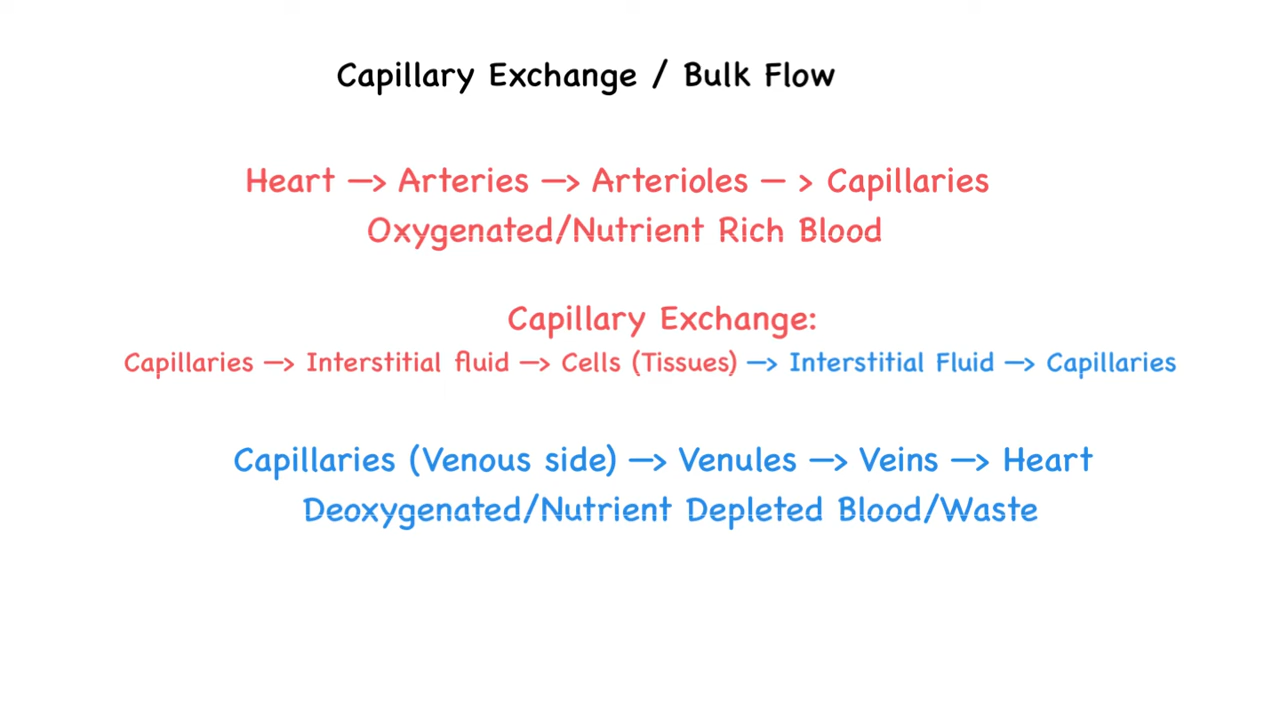 Capillary Exchange / Bulk Flow
Heart —> Arteries —> Arterioles — > Capillaries
Oxygenated/Nutrient Rich Blood
Capillary Exchange:
Capillaries —> Interstitial fluid —> Cells (Tissues) —> Interstitial Fluid —> Capillaries
Capillaries (Venous side) —> Venules —> Veins —> Heart
Deoxygenated/Nutrient Depleted Blood/Waste